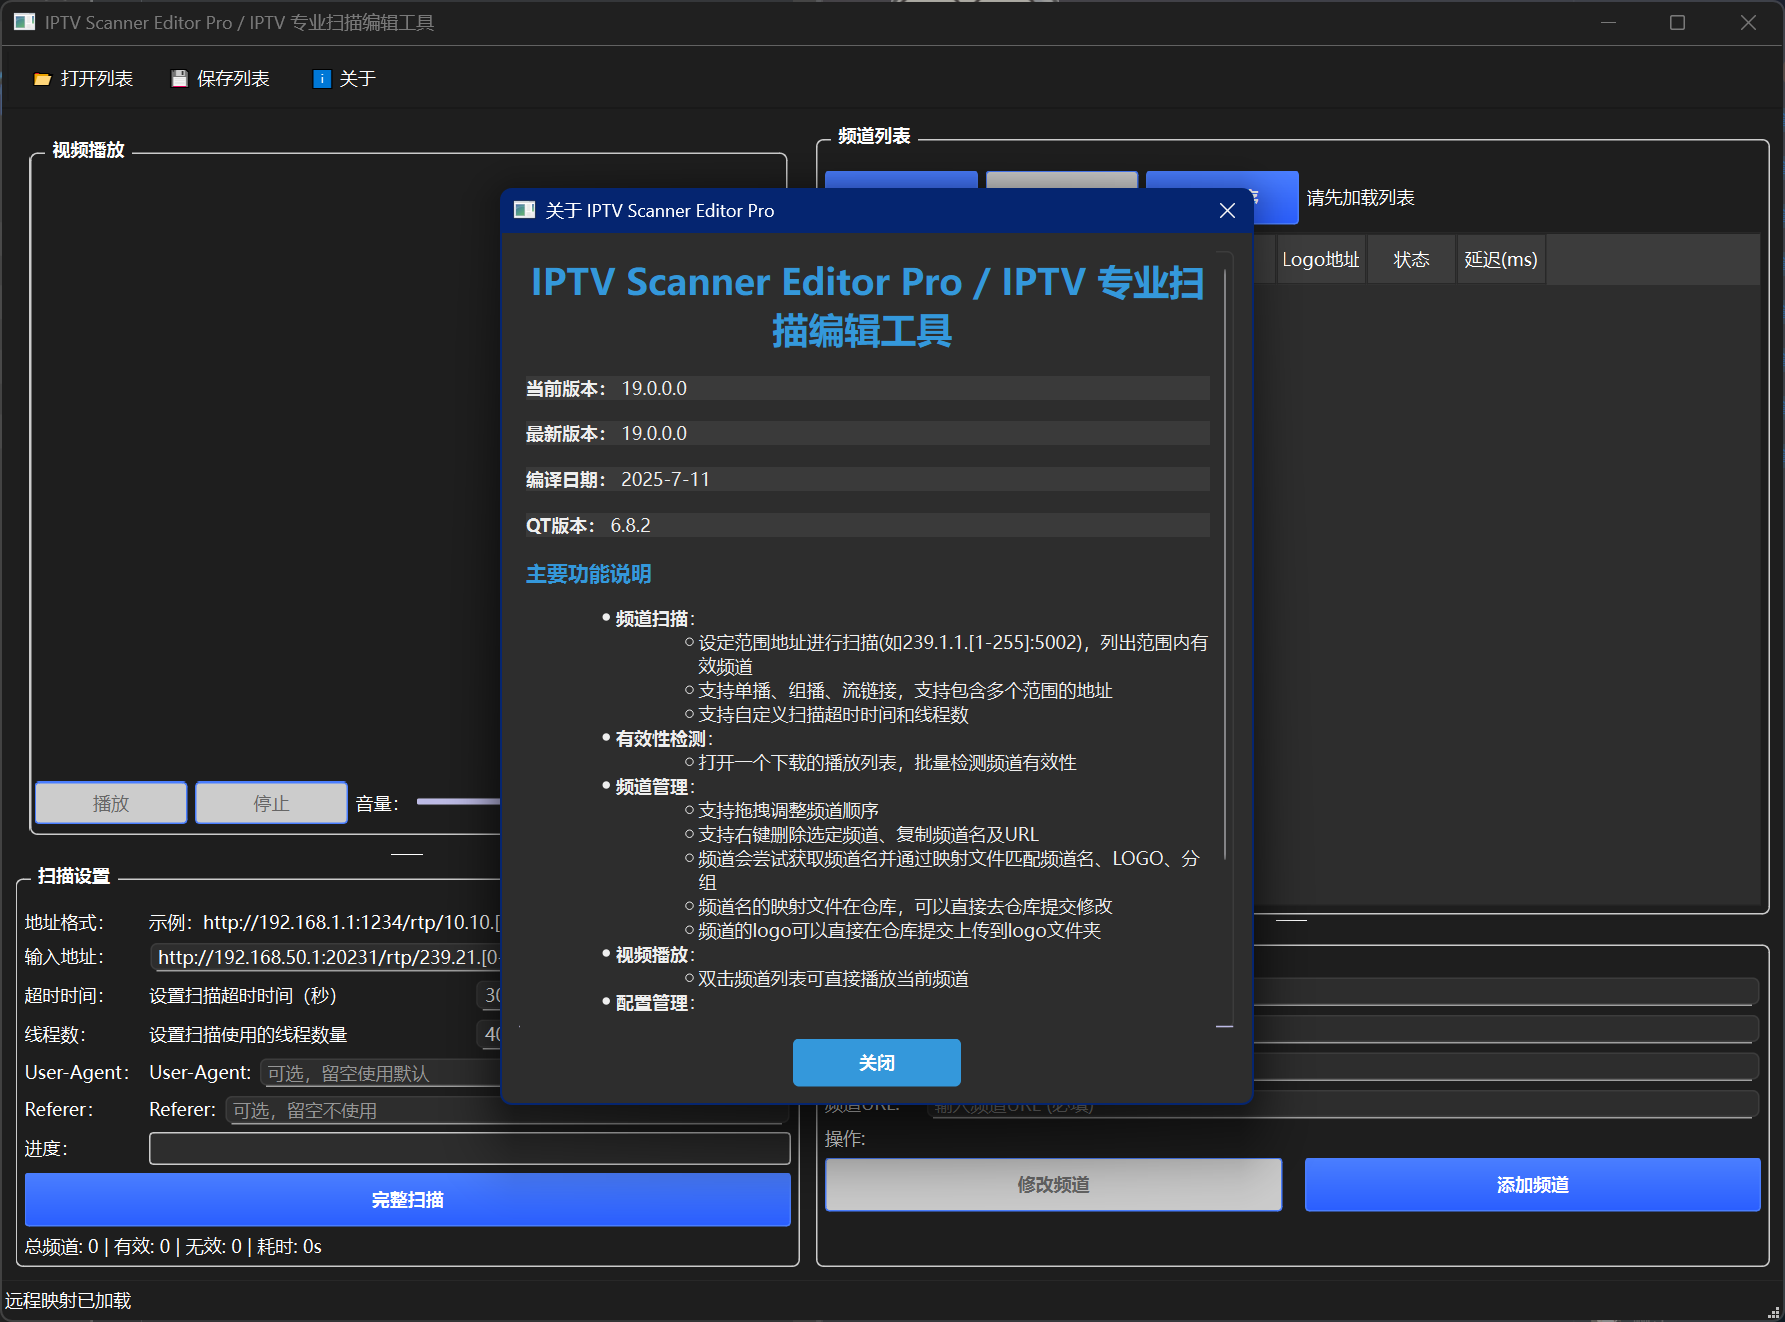 IPTV Scanner Editor Pro / IPTV 专业扫描编辑工具
打开列表
保存列表
关于
视频播放
频道列表
请先加载列表
Logo地址
状态
延迟(ms)
播放
停止
音量：
扫描设置
地址格式：
示例：http://192.168.1.1:1234/rtp/10.10.[
输入地址：
http://192.168.50.1:20231/rtp/239.21.[0-
超时时间：
设置扫描超时时间（秒）
30
线程数：
设置扫描使用的线程数量
40
User-Agent：
User-Agent:
可选，留空使用默认
Referer：
Referer:
可选，留空不使用
进度：
完整扫描
总频道: 0 | 有效: 0 | 无效: 0 | 耗时: 0s
关于 IPTV Scanner Editor Pro
IPTV Scanner Editor Pro / IPTV 专业扫
描编辑工具
当前版本： 19.0.0.0
最新版本： 19.0.0.0
编译日期： 2025-7-11
QT版本： 6.8.2
主要功能说明
频道扫描：
设定范围地址进行扫描(如239.1.1.[1-255]:5002)，列出范围内有
效频道
支持单播、组播、流链接，支持包含多个范围的地址
支持自定义扫描超时时间和线程数
有效性检测：
打开一个下载的播放列表，批量检测频道有效性
频道管理：
支持拖拽调整频道顺序
支持右键删除选定频道、复制频道名及URL
频道会尝试获取频道名并通过映射文件匹配频道名、LOGO、分
组
频道名的映射文件在仓库，可以直接去仓库提交修改
频道的logo可以直接在仓库提交上传到logo文件夹
视频播放：
双击频道列表可直接播放当前频道
配置管理：
关闭
频道URL:
输入频道URL (必填)
操作:
修改频道
添加频道
远程映射已加载